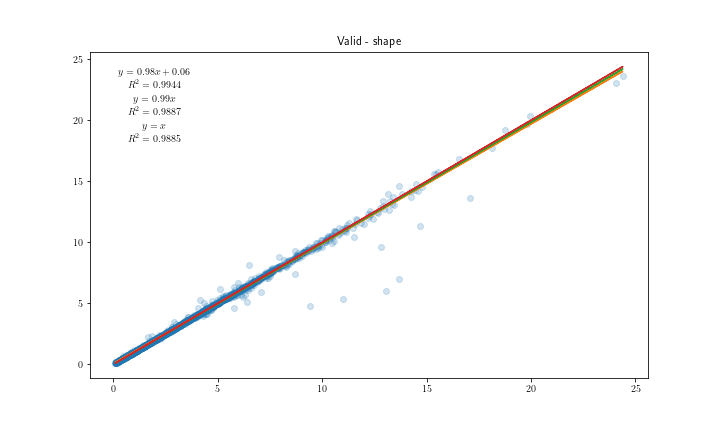 Valid - shape
y = 0.98x + 0.06
R² = 0.9944
y = 0.99x
R² = 0.9887
y = x
R² = 0.9885
25
20
15
10
5
0
0 5 10 15 20 25